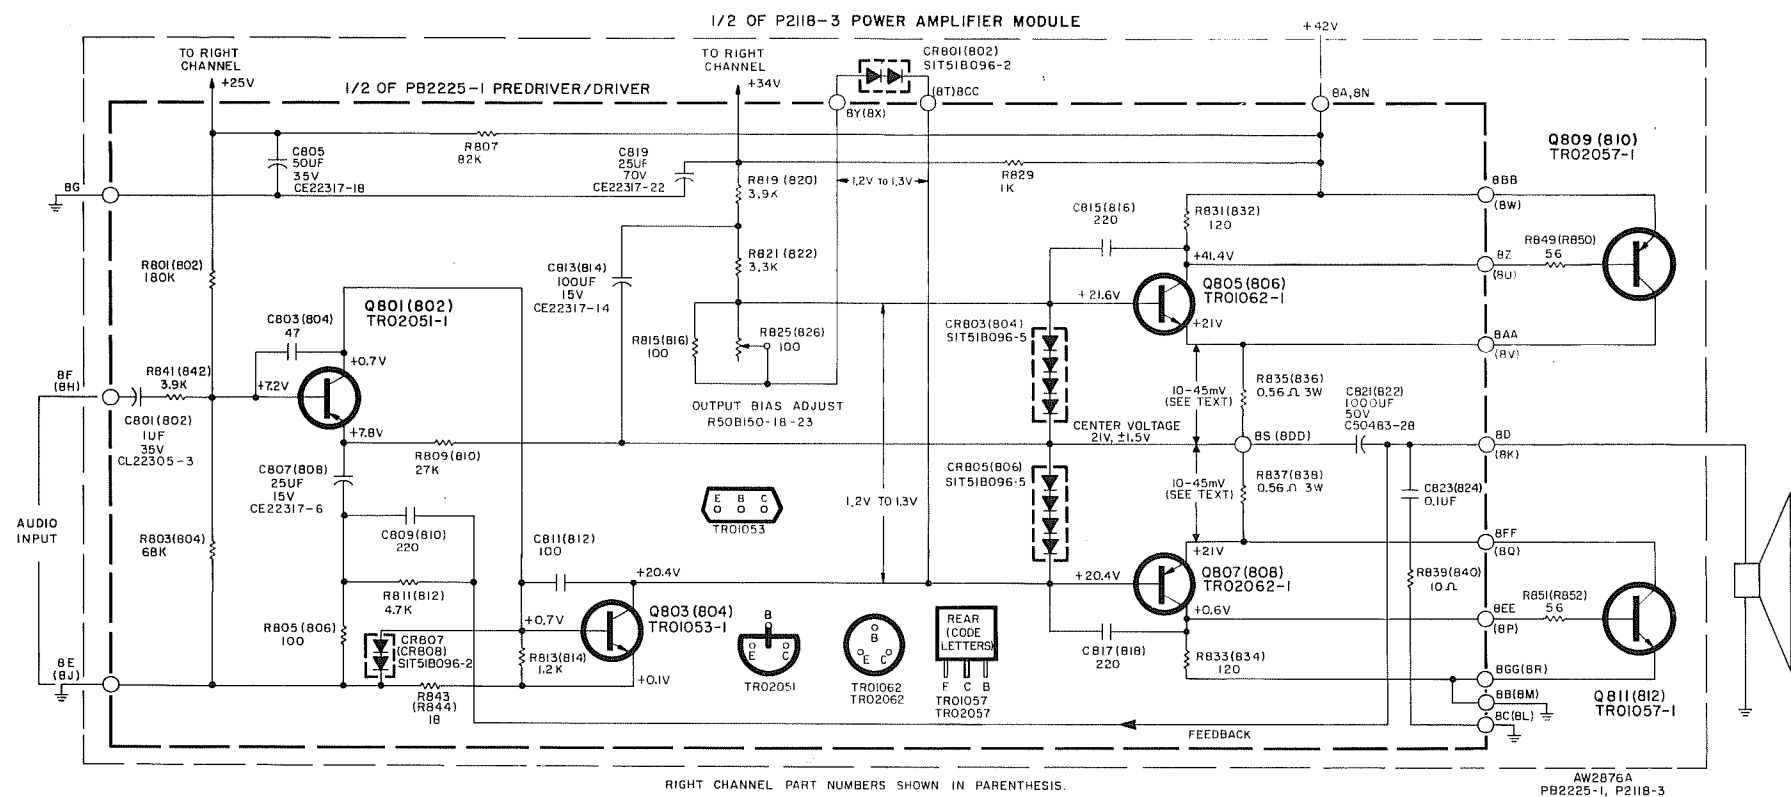 1/2 OF P2118-3 POWER AMPLIFIER MODULE
+42V
TO RIGHT
CHANNEL
+25V
TO RIGHT
CHANNEL
+34V
CR801(802)
SIT51B096-2
1/2 OF PB2225-1 PREDRIVER/DRIVER
8Y(8X)
(8T)8CC
8A,8N
R807
82K
C805
50UF
35V
CE22317-18
C819
25UF
70V
CE22317-22
R819(820)
3.9K
1.2V TO 1.3V
R829
1K
Q809(810)
TR02057-1
8G
8BB
(8W)
C815(816)
220
R831(832)
120
R849(R850)
56
R801(802)
180K
C813(814)
100UF
15V
CE22317-14
R821(822)
3.3K
+41.4V
8Z
(8U)
Q805(806)
TR01062-1
+21.6V
+21V
Q801(802)
TR02051-1
C803(804)
47
R815(816)
100
R825(826)
100
CR803(804)
SIT51B096-5
8AA
(8V)
8F
(8H)
R841(842)
3.9K
+0.7V
+7.2V
+7.8V
OUTPUT BIAS ADJUST
R50B150-18-23
10-45mV
(SEE TEXT)
R835(836)
0.56Ω 3W
C821(822)
1000UF
50V
C50483-28
C801(802)
1UF
35V
CL22305-3
CENTER VOLTAGE
21V, ±1.5V
8S (8DD)
8D
(8K)
R809(810)
27K
C807(808)
25UF
15V
CE22317-6
CR805(806)
SIT51B096-5
10-45mV
(SEE TEXT)
R837(838)
0.56Ω 3W
C823(824)
0.1UF
1.2V TO 1.3V
E B C
TR01053
AUDIO
INPUT
R803(804)
68K
C809(810)
220
C811(812)
100
+21V
8FF
(8Q)
+20.4V
+20.4V
Q807(808)
TR02062-1
R839(840)
10Ω
R811(812)
4.7K
+0.6V
R851(R852)
56
8EE
(8P)
R805(806)
100
+0.7V
Q803(804)
TR01053-1
B
E C
TR02051
B
E C
TR01062
TR02062
REAR
(CODE
LETTERS)
E C B
TR01057
TR02057
C817(818)
220
CR807
(CR808)
SIT51B096-2
R813(814)
1.2K
R833(834)
120
8E
(8J)
+0.1V
8GG(8R)
R843
(R844)
18
8B(8M)
Q811(812)
TR01057-1
8C(8L)
FEEDBACK
RIGHT CHANNEL PART NUMBERS SHOWN IN PARENTHESIS.
AW2876A
PB2225-1, P2118-3